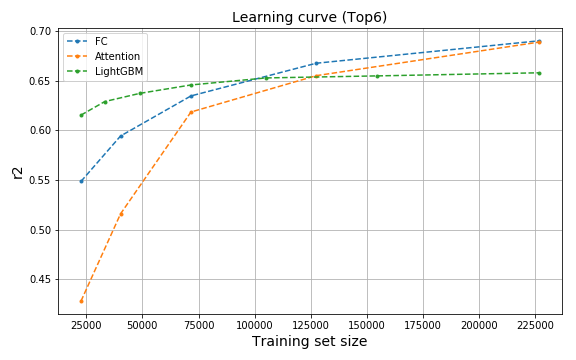 Learning curve (Top6)
FC
Attention
LightGBM
r2
0.70
0.65
0.60
0.55
0.50
0.45
25000 50000 75000 100000 125000 150000 175000 200000 225000
Training set size